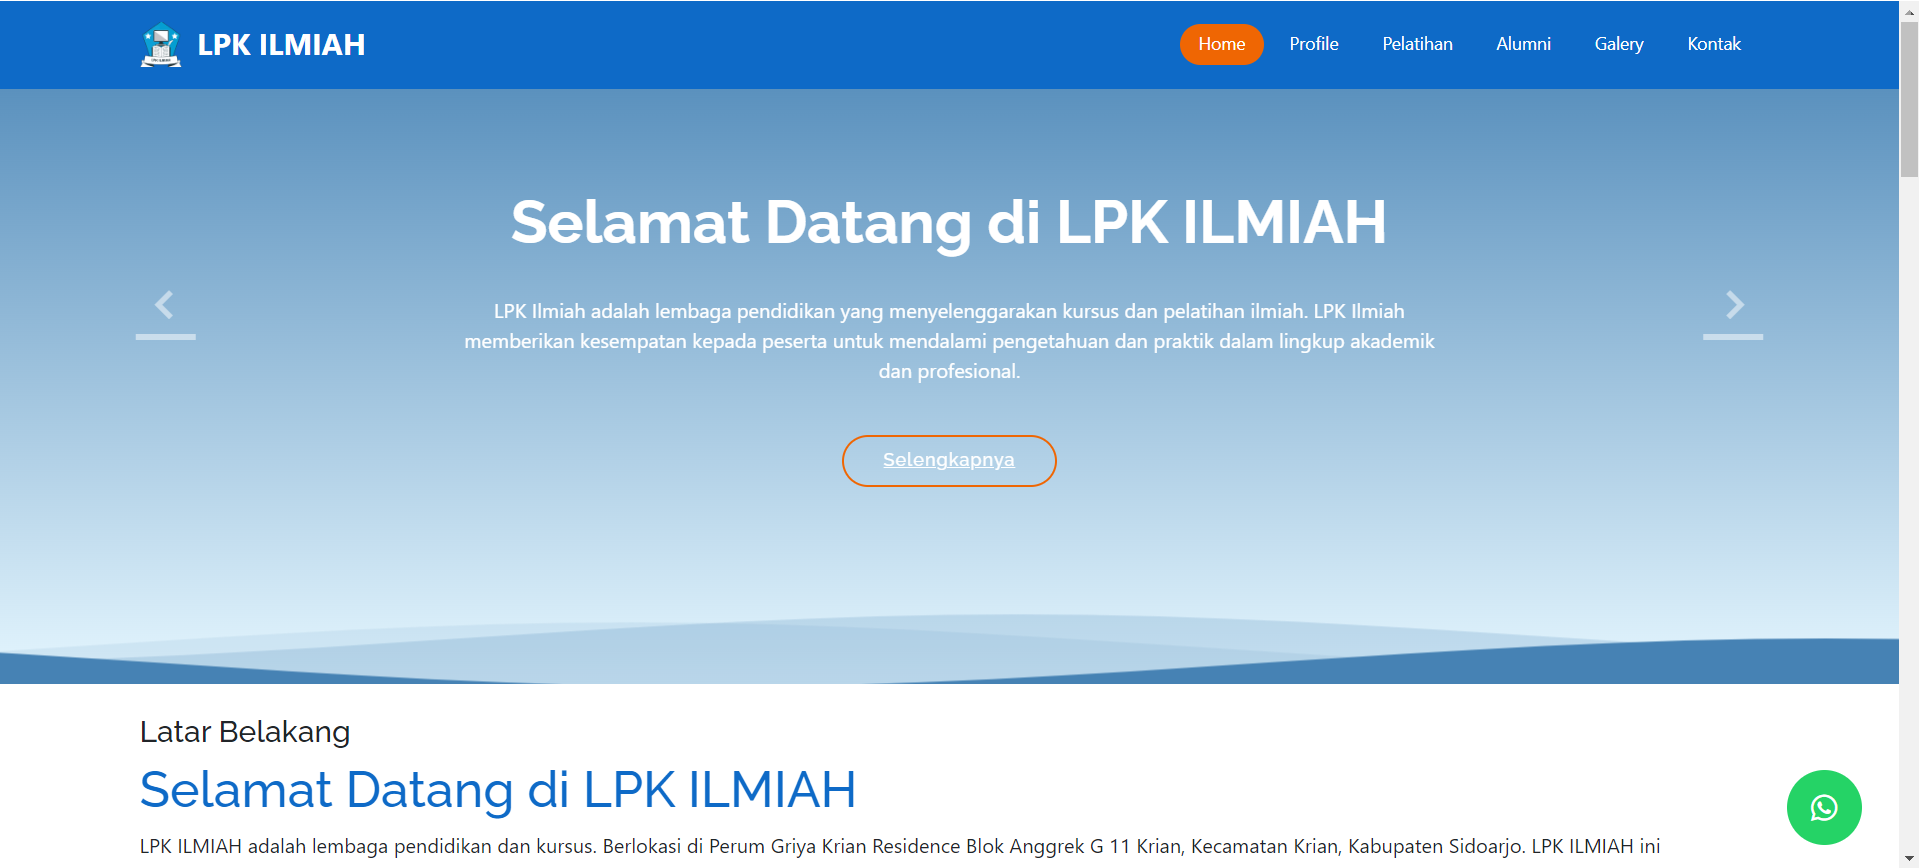 LPK ILMIAH
Home Profile Pelatihan Alumni Galery Kontak
Selamat Datang di LPK ILMIAH
LPK Ilmiah adalah lembaga pendidikan yang menyelenggarakan kursus dan pelatihan ilmiah. LPK Ilmiah
memberikan kesempatan kepada peserta untuk mendalami pengetahuan dan praktik dalam lingkup akademik
dan profesional.
Selengkapnya
Latar Belakang
Selamat Datang di LPK ILMIAH
LPK ILMIAH adalah lembaga pendidikan dan kursus. Berlokasi di Perum Griya Krian Residence Blok Anggrek G 11 Krian, Kecamatan Krian, Kabupaten Sidoarjo. LPK ILMIAH ini